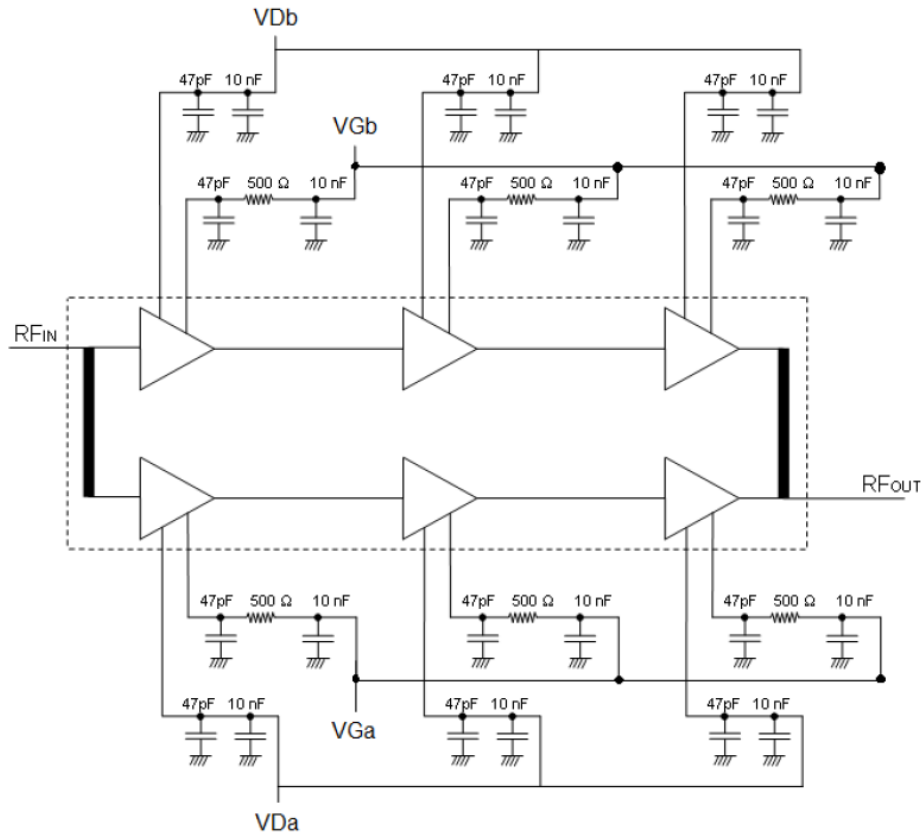 VDb
47pF 10 nF 47pF 10 nF 47pF 10 nF
VGb
47pF 500 Ω 10 nF 47pF 500 Ω 10 nF 47pF 500 Ω 10 nF
RFIN
RFOUT
47pF 500 Ω 10 nF 47pF 500 Ω 10 nF 47pF 500 Ω 10 nF
47pF 10 nF 47pF 10 nF 47pF 10 nF
VGa
VDa